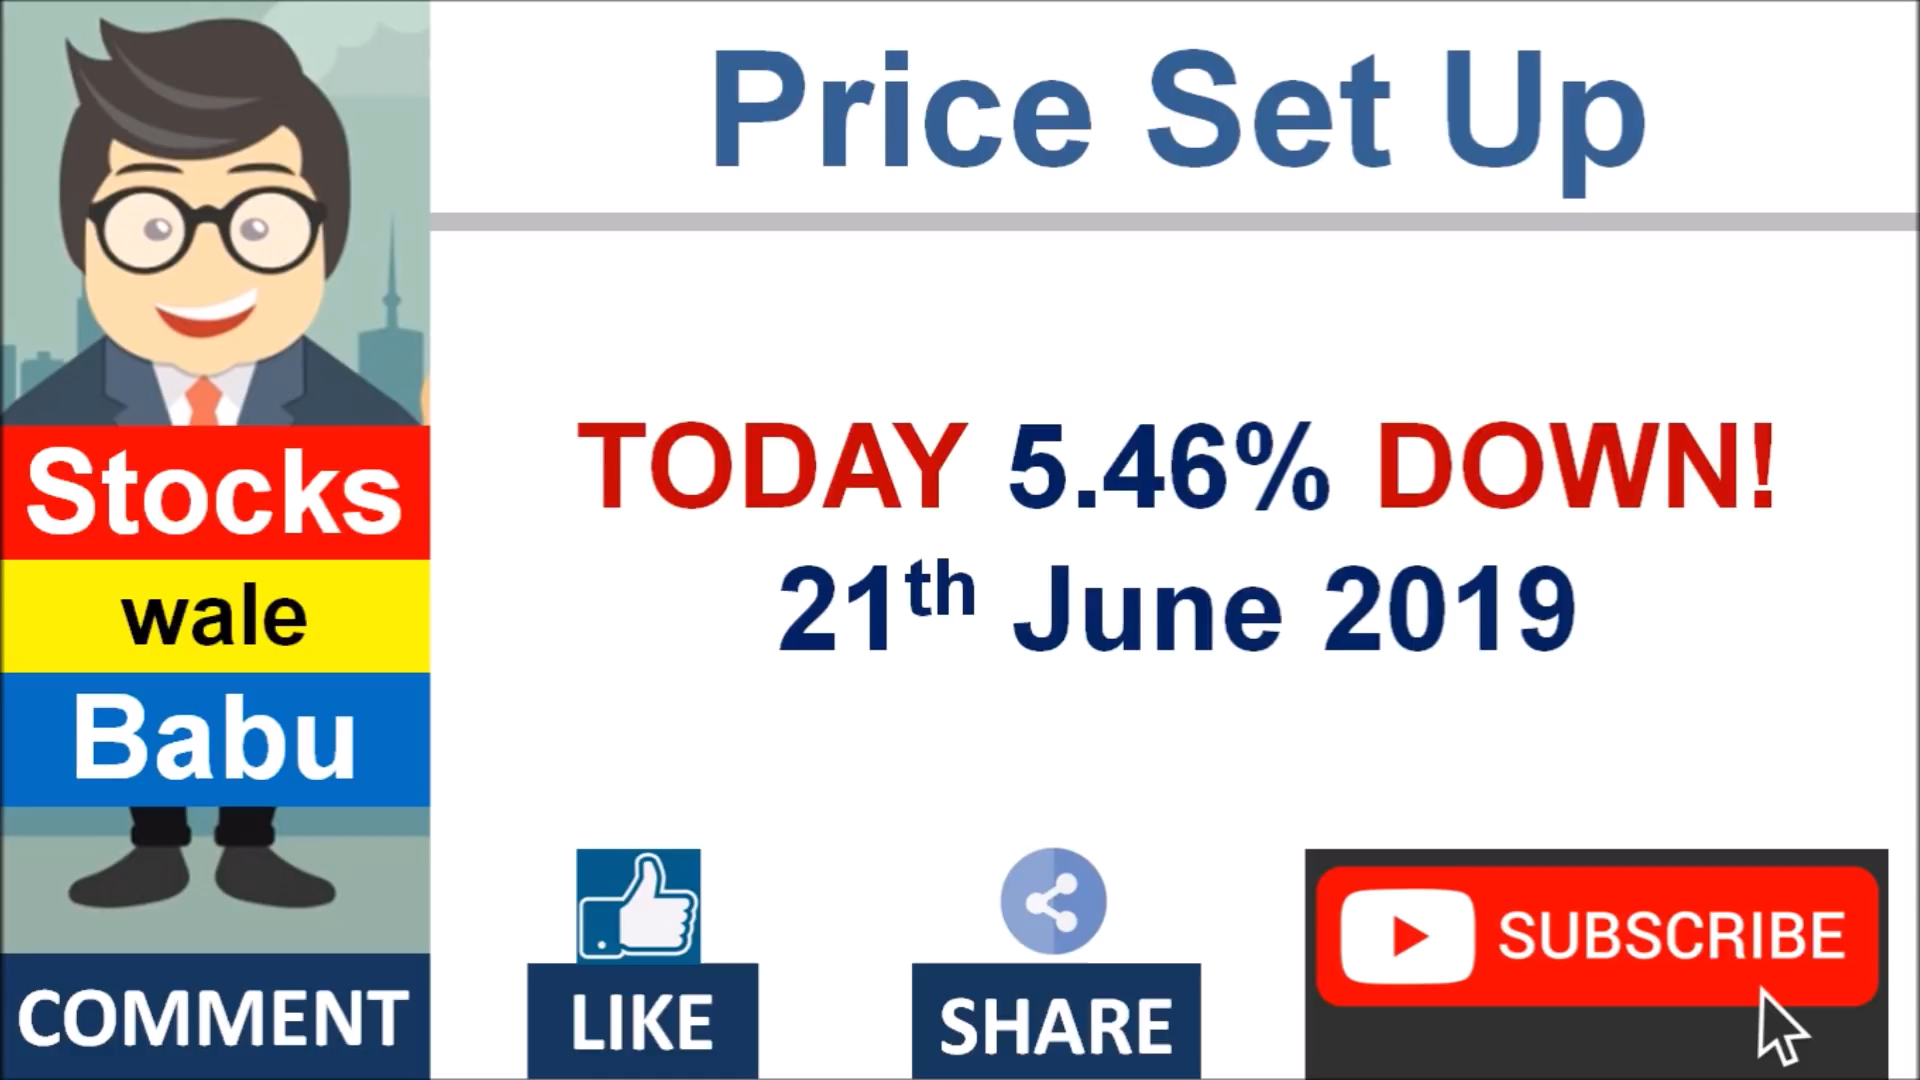 Price Set Up
TODAY 5.46% DOWN!
21th June 2019
Stocks
wale
Babu
COMMENT
LIKE
SHARE
SUBSCRIBE